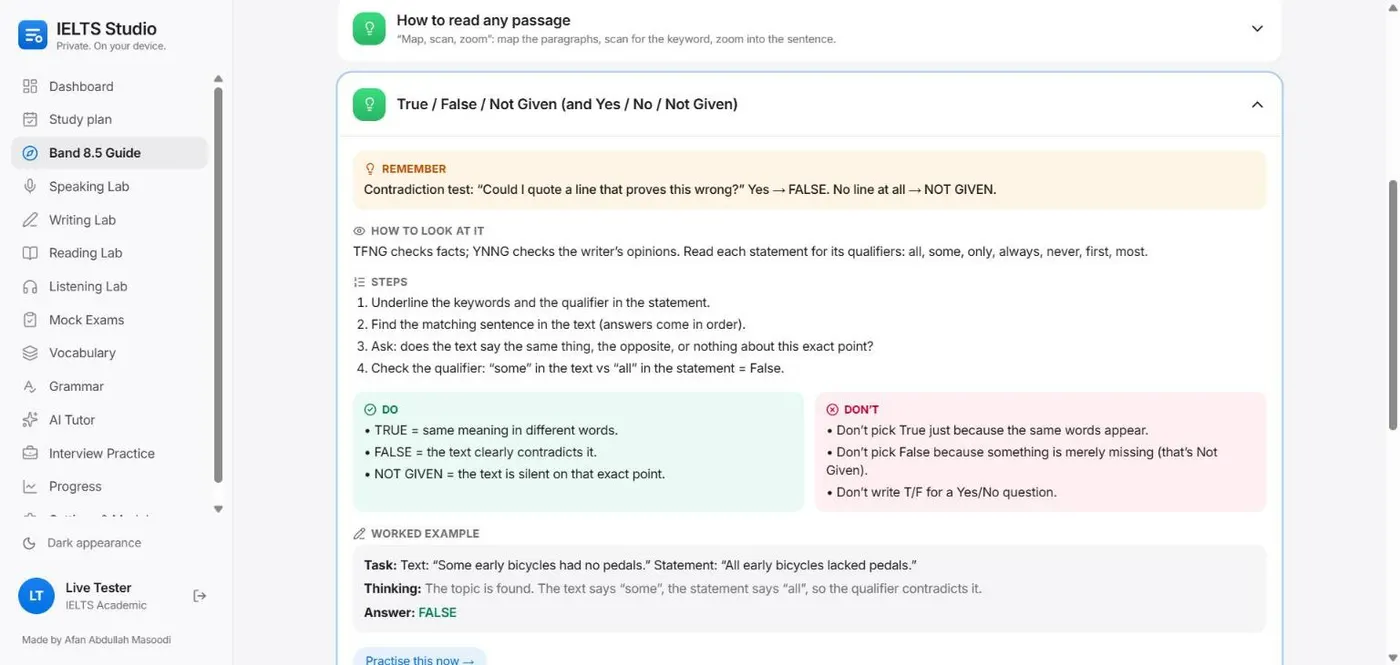 IELTS Studio
Private. On your device.
Dashboard
Study plan
Band 8.5 Guide
Speaking Lab
Writing Lab
Reading Lab
Listening Lab
Mock Exams
Vocabulary
Grammar
AI Tutor
Interview Practice
Progress
Dark appearance
LT
Live Tester
IELTS Academic
Made by Afan Abdullah Masoodi
How to read any passage
“Map, scan, zoom”: map the paragraphs, scan for the keyword, zoom into the sentence.
True / False / Not Given (and Yes / No / Not Given)
REMEMBER
Contradiction test: “Could I quote a line that proves this wrong?” Yes → FALSE. No line at all → NOT GIVEN.
HOW TO LOOK AT IT
TFNG checks facts; YNNG checks the writer’s opinions. Read each statement for its qualifiers: all, some, only, always, never, first, most.
STEPS
1. Underline the keywords and the qualifier in the statement.
2. Find the matching sentence in the text (answers come in order).
3. Ask: does the text say the same thing, the opposite, or nothing about this exact point?
4. Check the qualifier: “some” in the text vs “all” in the statement = False.
DO
• TRUE = same meaning in different words.
• FALSE = the text clearly contradicts it.
• NOT GIVEN = the text is silent on that exact point.
DON’T
• Don’t pick True just because the same words appear.
• Don’t pick False because something is merely missing (that’s Not
Given).
• Don’t write T/F for a Yes/No question.
WORKED EXAMPLE
Task: Text: “Some early bicycles had no pedals.” Statement: “All early bicycles lacked pedals.”
Thinking: The topic is found. The text says “some”, the statement says “all”, so the qualifier contradicts it.
Answer: FALSE
Practise this now →